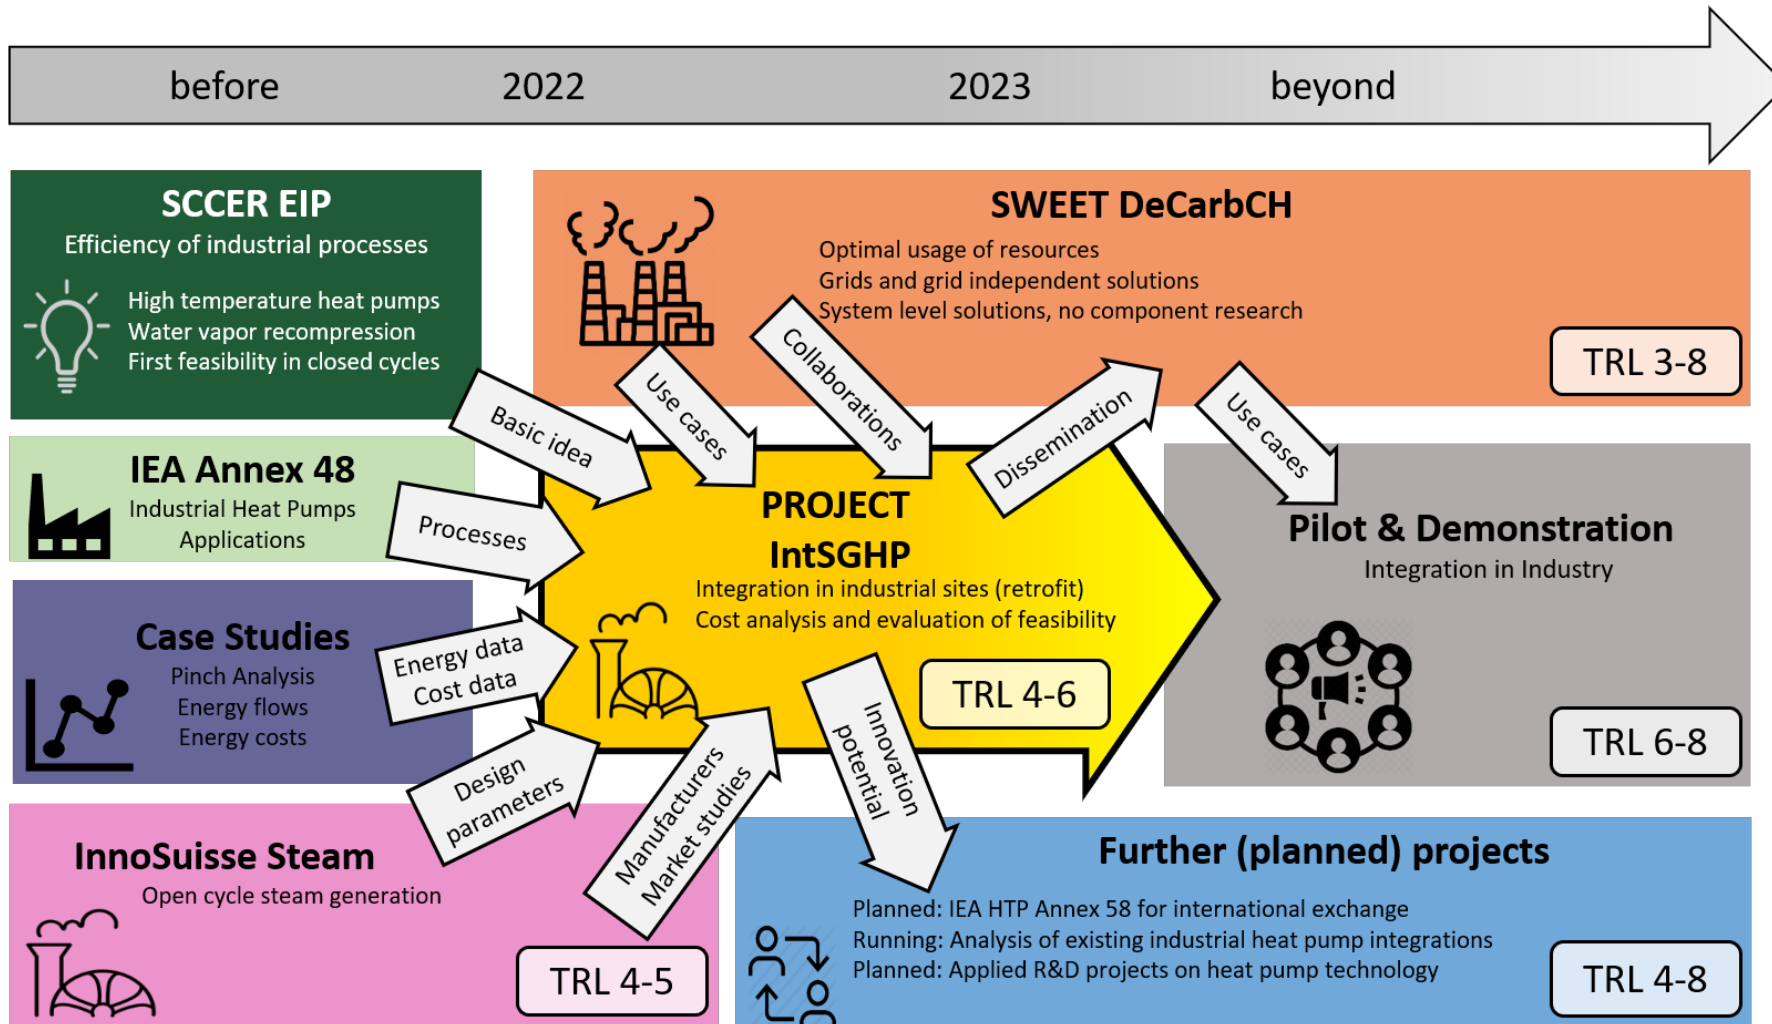 before
2022
2023
beyond
SCCER EIP
Efficiency of industrial processes
High temperature heat pumps
Water vapor recompression
First feasibility in closed cycles
SWEET DeCarbCH
Optimal usage of resources
Grids and grid independent solutions
System level solutions, no component research
TRL 3-8
Basic idea
Use cases
Collaborations
Dissemination
Use cases
IEA Annex 48
Industrial Heat Pumps
Applications
Processes
PROJECT
IntSGHP
Integration in industrial sites (retrofit)
Cost analysis and evaluation of feasibility
TRL 4-6
Pilot & Demonstration
Integration in Industry
TRL 6-8
Case Studies
Pinch Analysis
Energy flows
Energy costs
Energy data
Cost data
Design
parameters
Manufacturers
Market studies
Innovation
potential
InnoSuisse Steam
Open cycle steam generation
TRL 4-5
Further (planned) projects
Planned: IEA HTP Annex 58 for international exchange
Running: Analysis of existing industrial heat pump integrations
Planned: Applied R&D projects on heat pump technology
TRL 4-8